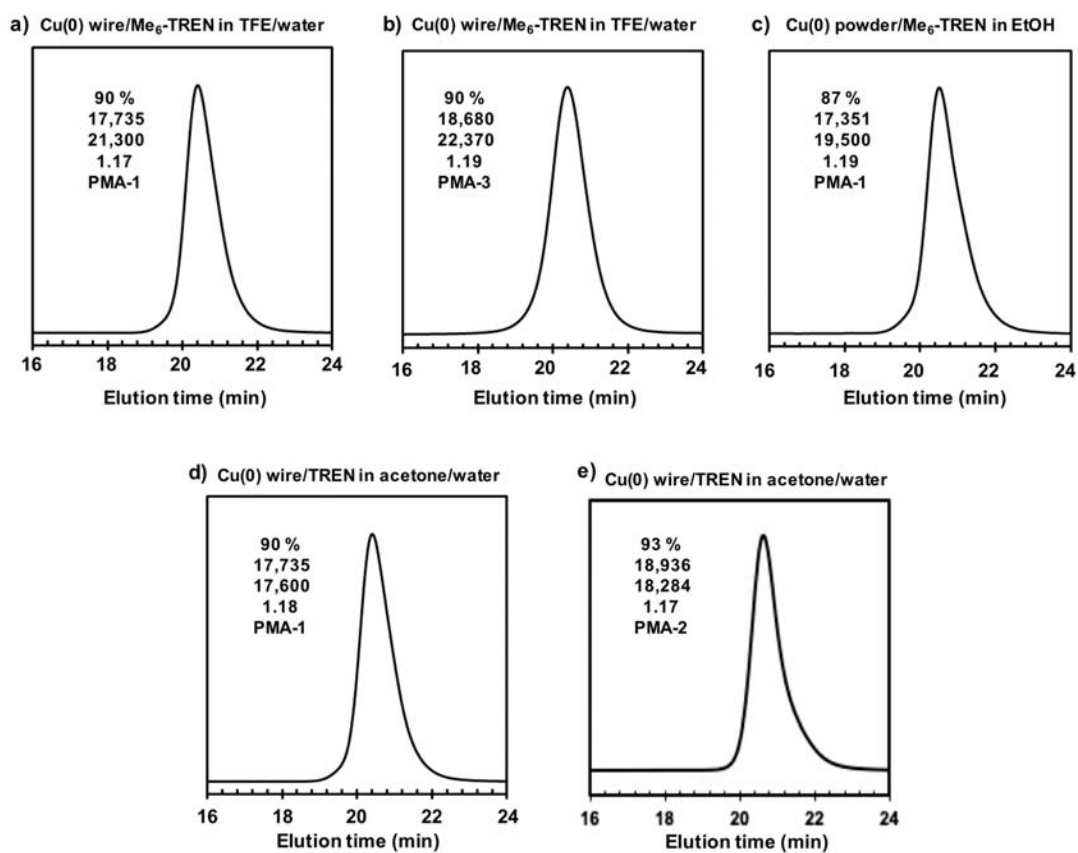 a) Cu(0) wire/Me₆-TREN in TFE/water
90 %
17,735
21,300
1.17
PMA-1
16 18 20 22 24
Elution time (min)
b) Cu(0) wire/Me₆-TREN in TFE/water
90 %
18,680
22,370
1.19
PMA-3
16 18 20 22 24
Elution time (min)
c) Cu(0) powder/Me₆-TREN in EtOH
87 %
17,351
19,500
1.19
PMA-1
16 18 20 22 24
Elution time (min)
d) Cu(0) wire/TREN in acetone/water
90 %
17,735
17,600
1.18
PMA-1
16 18 20 22 24
Elution time (min)
e) Cu(0) wire/TREN in acetone/water
93 %
18,936
18,284
1.17
PMA-2
16 18 20 22 24
Elution time (min)